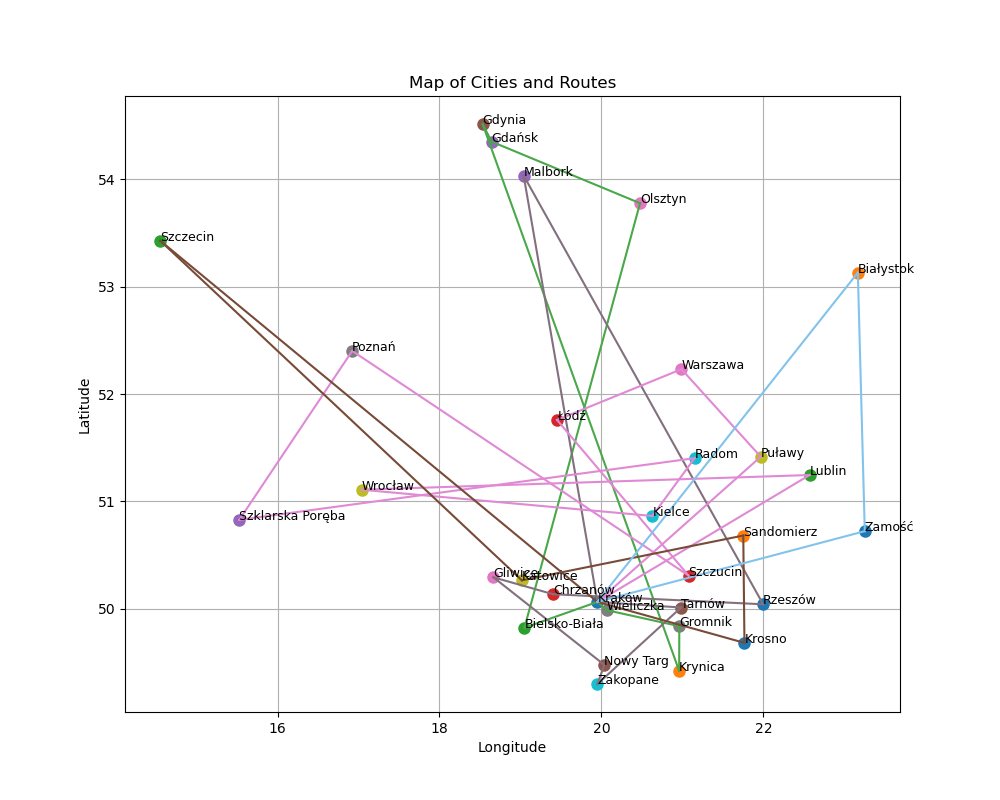 Map of Cities and Routes
Gdynia
Gdańsk
Malbork
Olsztyn
Szczecin
Białystok
Poznań
Warszawa
Łódź
Radom
Puławy
Lublin
Wrocław
Szklarska Poręba
Kielce
Sandomierz
Zamość
Gliwice
Katowice
Szczucin
Chrzanów
Kraków
Wieliczka
Tarnów
Rzeszów
Bielsko-Biała
Gromnik
Krosno
Nowy Targ
Krynica
Zakopane
54
53
52
51
50
Latitude
16
18
20
22
Longitude